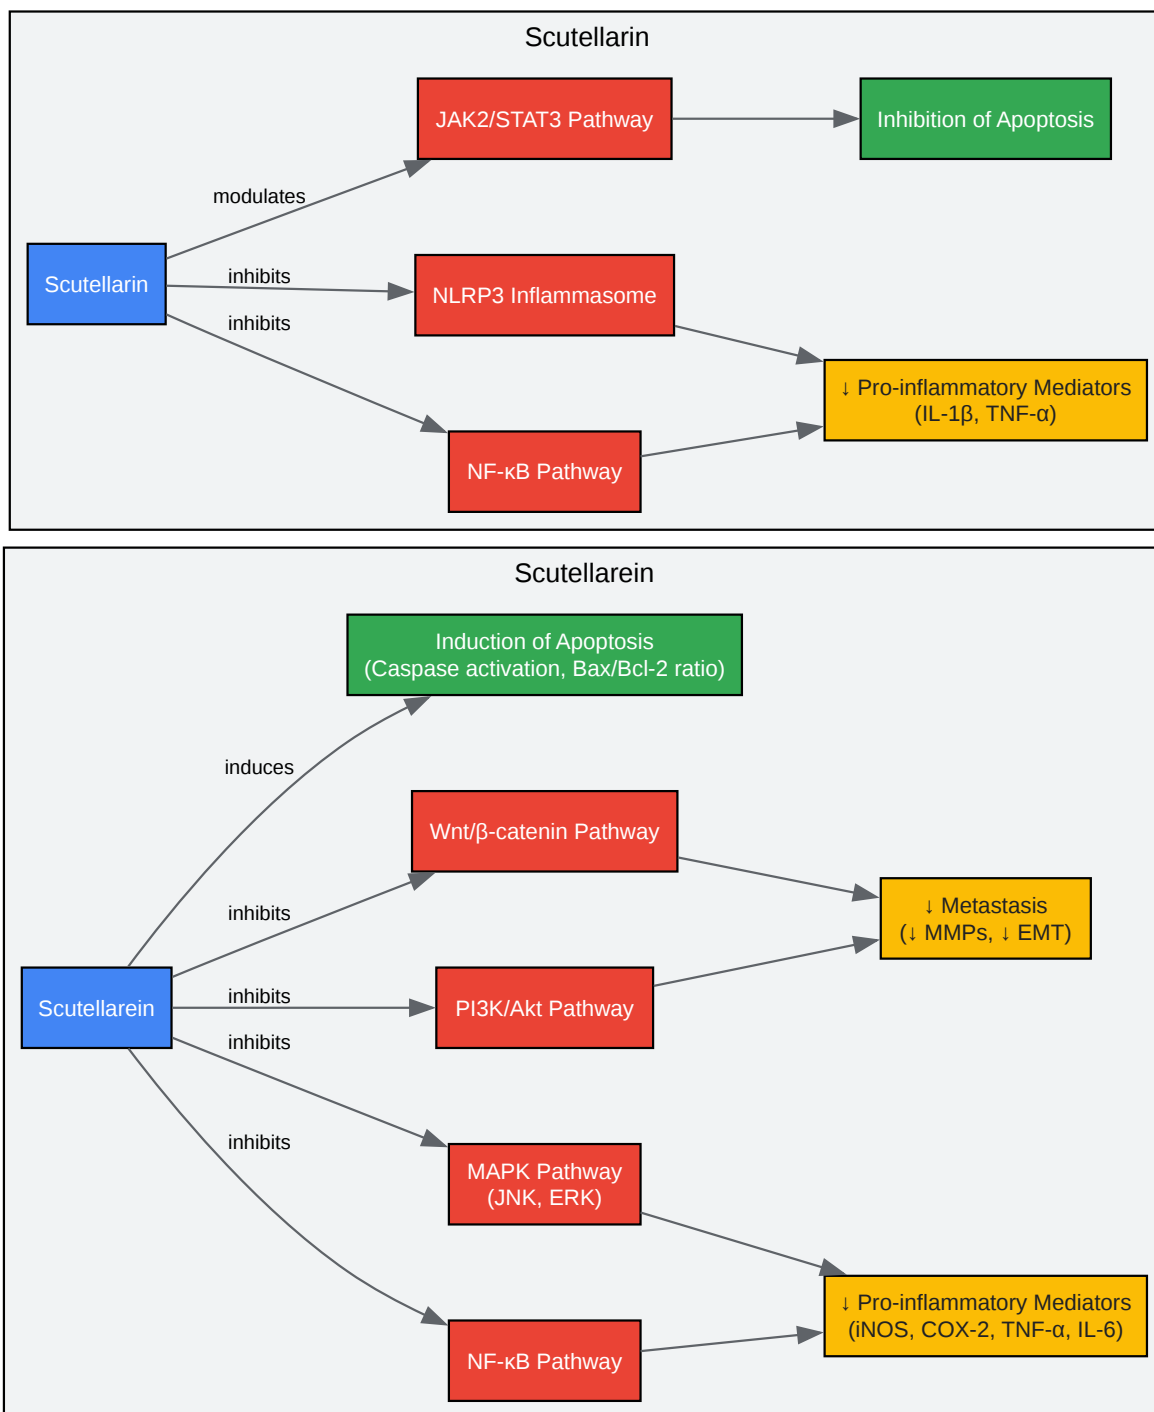 Scutellarin
JAK2/STAT3 Pathway
Inhibition of Apoptosis
modulates
Scutellarin
inhibits
NLRP3 Inflammasome
inhibits
↓ Pro-inflammatory Mediators
(IL-1β, TNF-α)
NF-κB Pathway
Scutellarein
Induction of Apoptosis
(Caspase activation, Bax/Bcl-2 ratio)
induces
Wnt/β-catenin Pathway
inhibits
↓ Metastasis
(↓ MMPs, ↓ EMT)
Scutellarein
inhibits
PI3K/Akt Pathway
inhibits
inhibits
MAPK Pathway
(JNK, ERK)
↓ Pro-inflammatory Mediators
(iNOS, COX-2, TNF-α, IL-6)
NF-κB Pathway